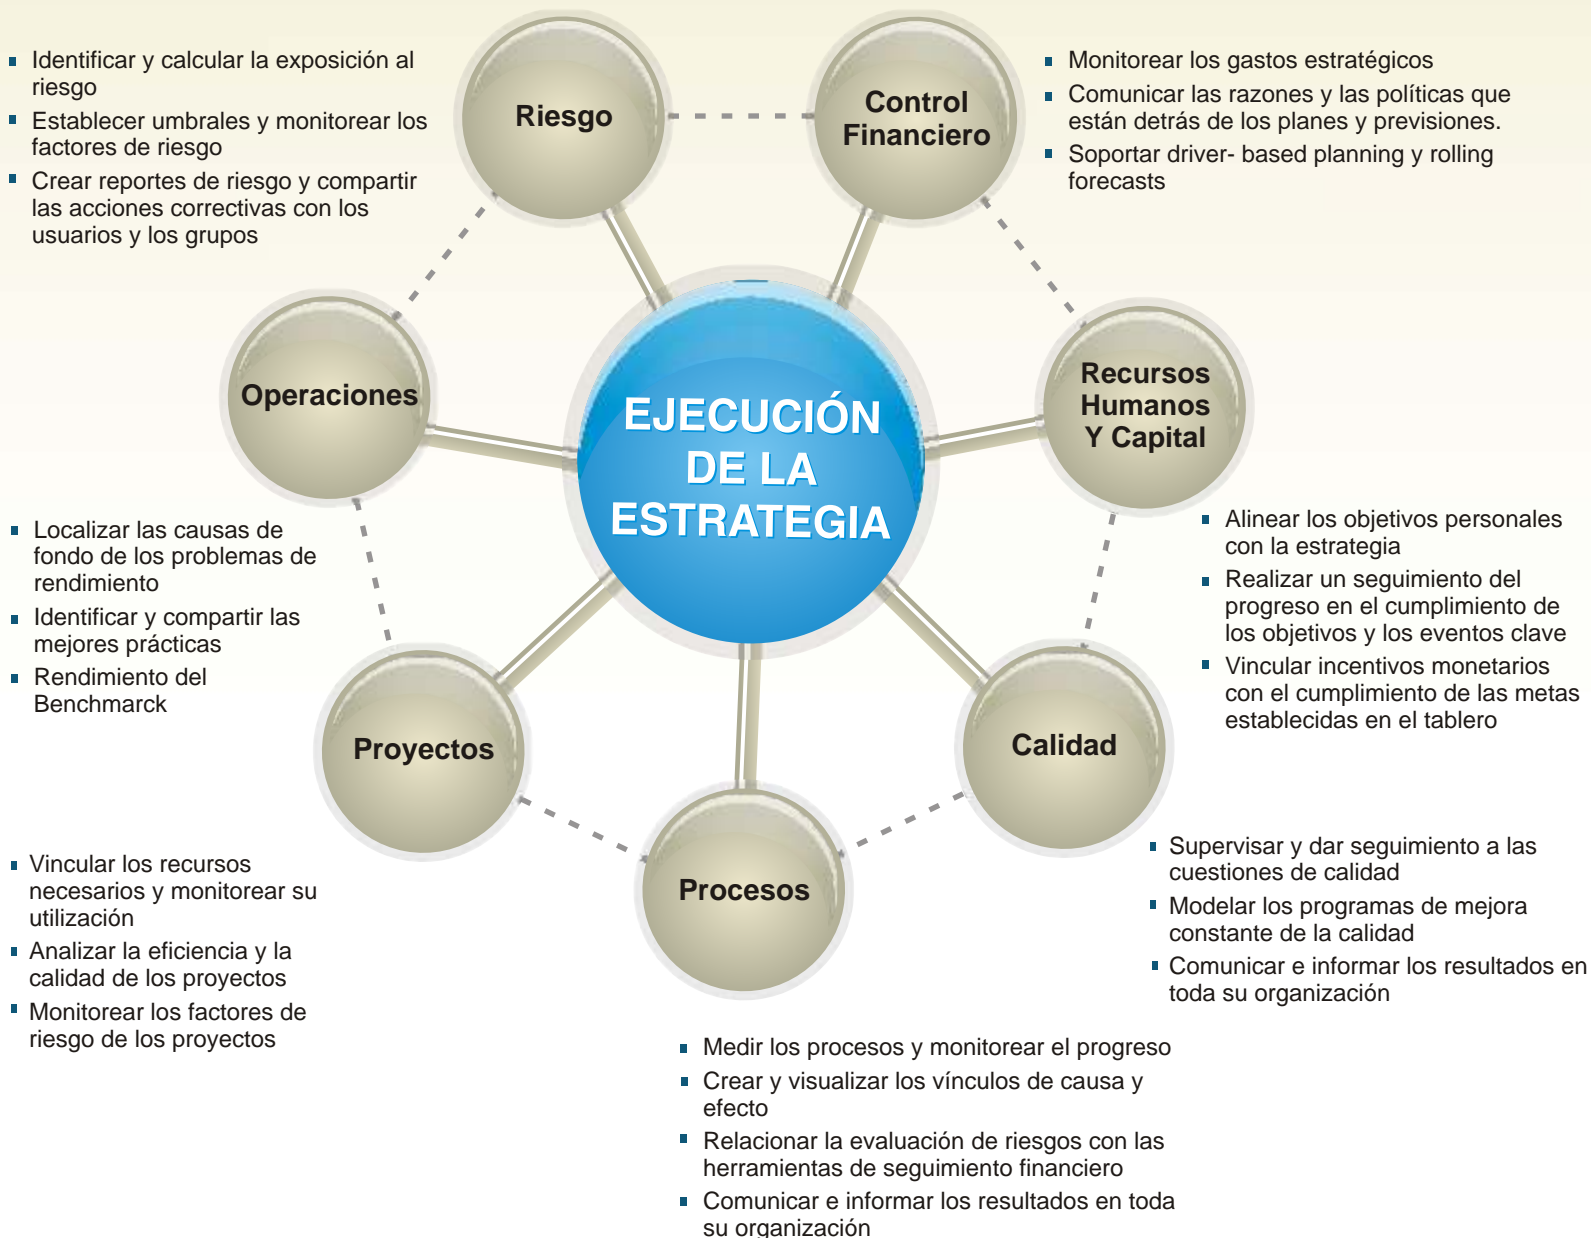 Identificar y calcular la exposición al
riesgo
Establecer umbrales y monitorear los
factores de riesgo
Crear reportes de riesgo y compartir
las acciones correctivas con los
usuarios y los grupos
Riesgo
Control
Financiero
Monitorear los gastos estratégicos
Comunicar las razones y las políticas que
están detrás de los planes y previsiones.
Soportar driver- based planning y rolling
forecasts
Operaciones
EJECUCIÓN
DE LA
ESTRATEGIA
Recursos
Humanos
Y Capital
Localizar las causas de
fondo de los problemas de
rendimiento
Identificar y compartir las
mejores prácticas
Rendimiento del
Benchmarck
Alinear los objetivos personales
con la estrategia
Realizar un seguimiento del
progreso en el cumplimiento de
los objetivos y los eventos clave
Vincular incentivos monetarios
con el cumplimiento de las metas
establecidas en el tablero
Proyectos
Calidad
Vincular los recursos
necesarios y monitorear su
utilización
Analizar la eficiencia y la
calidad de los proyectos
Monitorear los factores de
riesgo de los proyectos
Procesos
Supervisar y dar seguimiento a las
cuestiones de calidad
Modelar los programas de mejora
constante de la calidad
Comunicar e informar los resultados en
toda su organización
Medir los procesos y monitorear el progreso
Crear y visualizar los vínculos de causa y
efecto
Relacionar la evaluación de riesgos con las
herramientas de seguimiento financiero
Comunicar e informar los resultados en toda
su organización